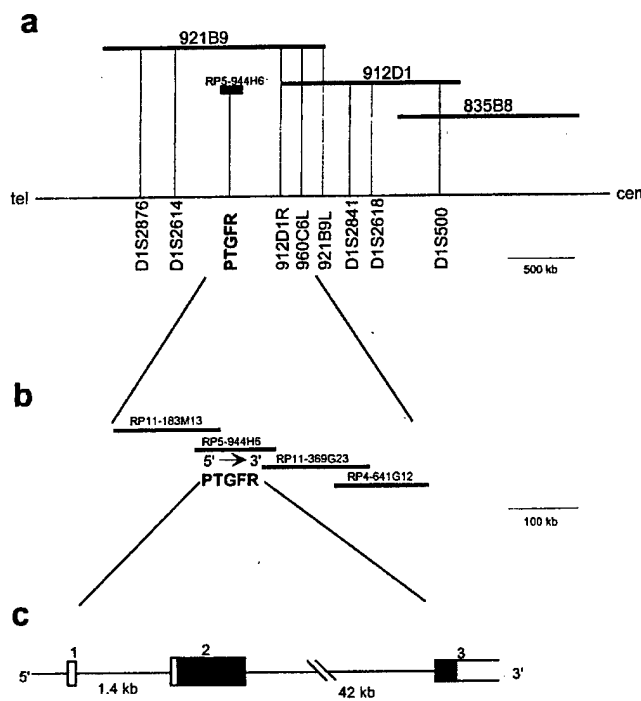 a
921B9
RP5-944H6
912D1
835B8
tel
cen
D1S2876
D1S2614
PTGFR
912D1R
960C6L
921B9L
D1S2841
D1S2618
D1S500
500 kb
b
RP11-183M13
RP5-944H6
5' 3'
RP11-369G23
PTGFR
RP4-641G12
100 kb
c
1 2 3
5' 3'
1.4 kb 42 kb